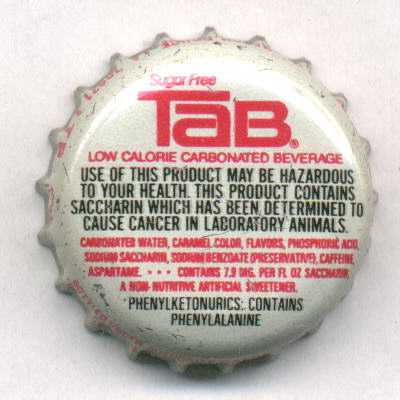 Sugar Free
TaB®
LOW CALORIE CARBONATED BEVERAGE
USE OF THIS PRODUCT MAY BE HAZARDOUS
TO YOUR HEALTH. THIS PRODUCT CONTAINS
SACCHARIN WHICH HAS BEEN DETERMINED TO
CAUSE CANCER IN LABORATORY ANIMALS.
CARBONATED WATER, CARAMEL COLOR, FLAVORS, PHOSPHORIC ACID,
SODIUM SACCHARIN, SODIUM BENZOATE (PRESERVATIVE), CAFFEINE,
ASPARTAME. • • • CONTAINS 7.9 MG. PER FL OZ SACCHARIN,
A NON-NUTRITIVE ARTIFICIAL SWEETENER.
PHENYLKETONURICS: CONTAINS
PHENYLALANINE